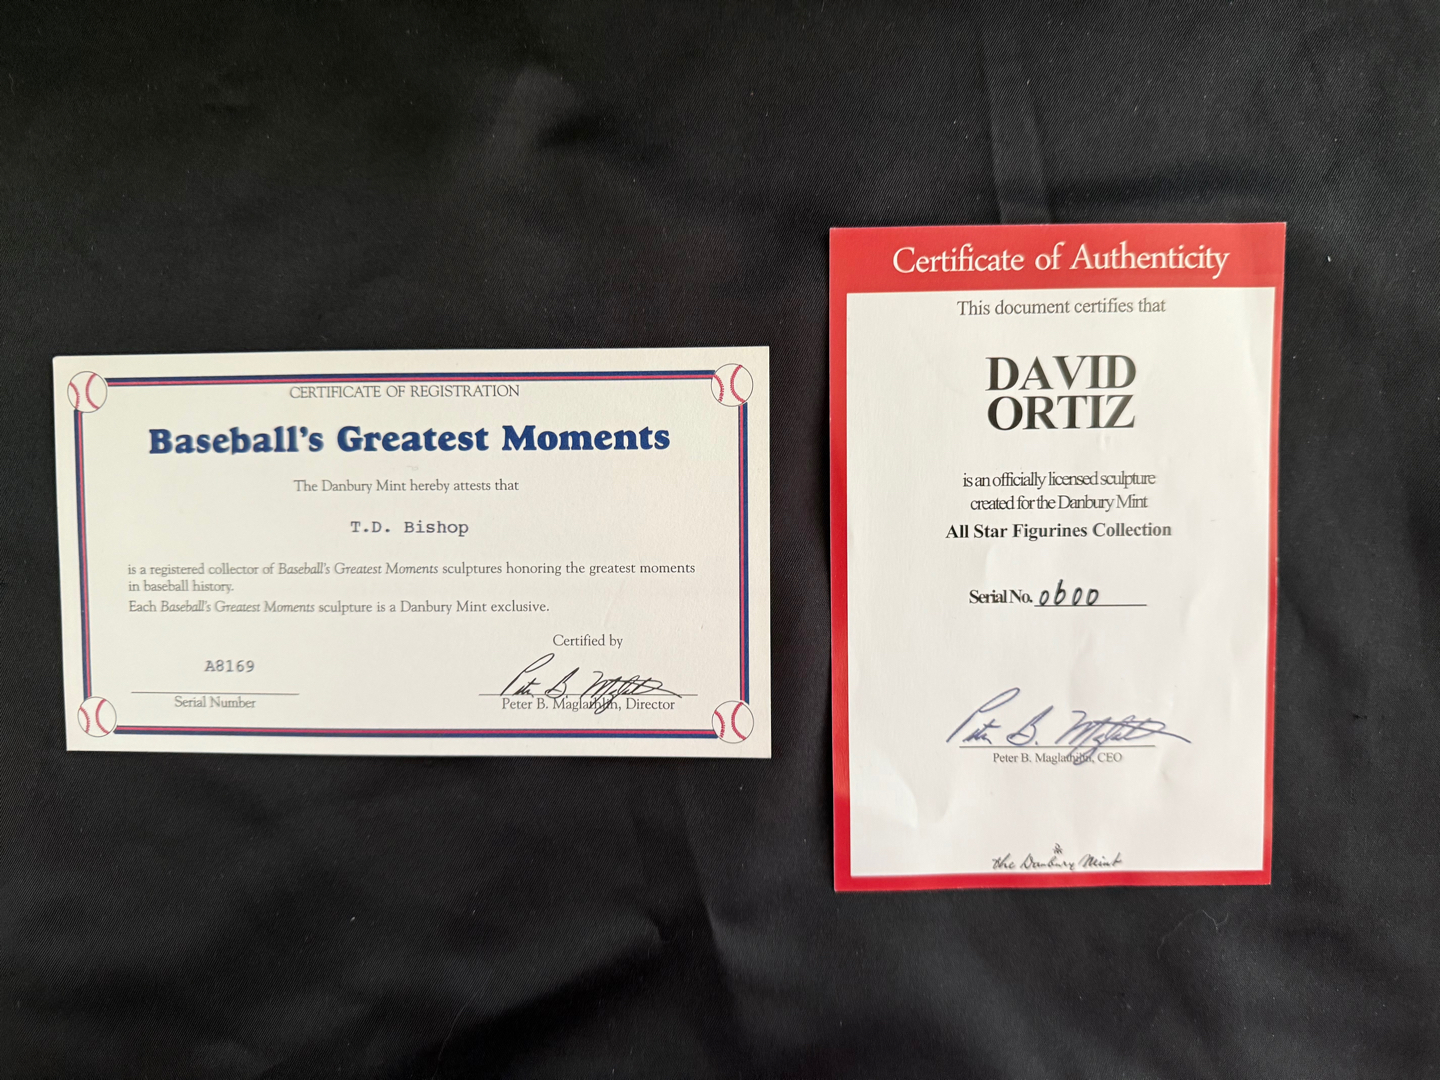 CERTIFICATE OF REGISTRATION
Baseball's Greatest Moments
The Danbury Mint hereby attests that
T.D. Bishop
is a registered collector of Baseball's Greatest Moments sculptures honoring the greatest moments
in baseball history.
Each Baseball's Greatest Moments sculpture is a Danbury Mint exclusive.
Certified by
A8169
Serial Number
Peter B. Maglathlin
Peter B. Maglathlin, Director
Certificate of Authenticity
This document certifies that
DAVID
ORTIZ
is an officially licensed sculpture
created for the Danbury Mint
All Star Figurines Collection
Serial No. 0600
Peter B. Maglathlin
Peter B. Maglathlin, CEO
the Danbury Mint